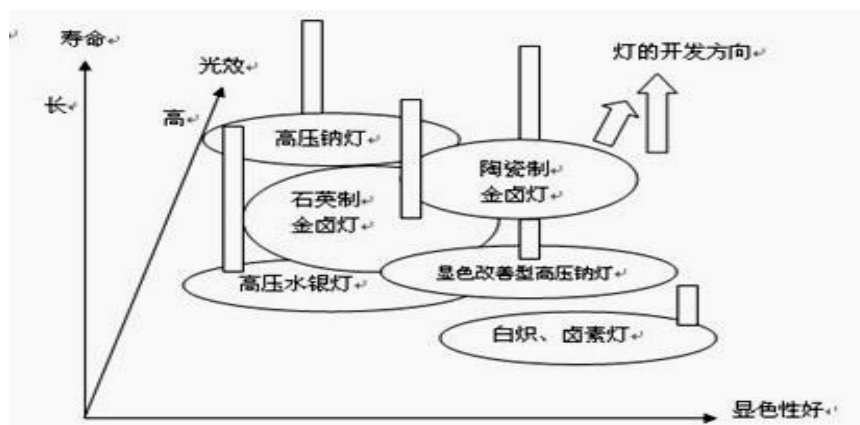 寿命
光效
灯的开发方向
长
高
高压钠灯
陶瓷制
金卤灯
石英制
金卤灯
高压水银灯
显色改善型高压钠灯
白炽、卤素灯
显色性好